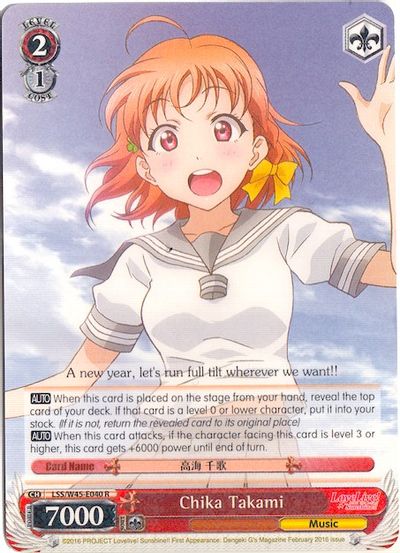 LEVEL
2
1
COST
A new year, let's run full tilt wherever we want!!
AUTO When this card is placed on the stage from your hand, reveal the top
card of your deck. If that card is a level 0 or lower character, put it into your
stock. (If it is not, return the revealed card to its original place)
AUTO When this card attacks, if the character facing this card is level 3 or
higher, this card gets +6000 power until end of turn.
Card Name 高海 千歌
CH LSS/W45-E040 R
7000
Chika Takami
LoveLive!
Sunshine!!
Music
©2016 PROJECT Lovelive! Sunshine!! First Appearance: Dengeki G's Magazine February 2016 issue